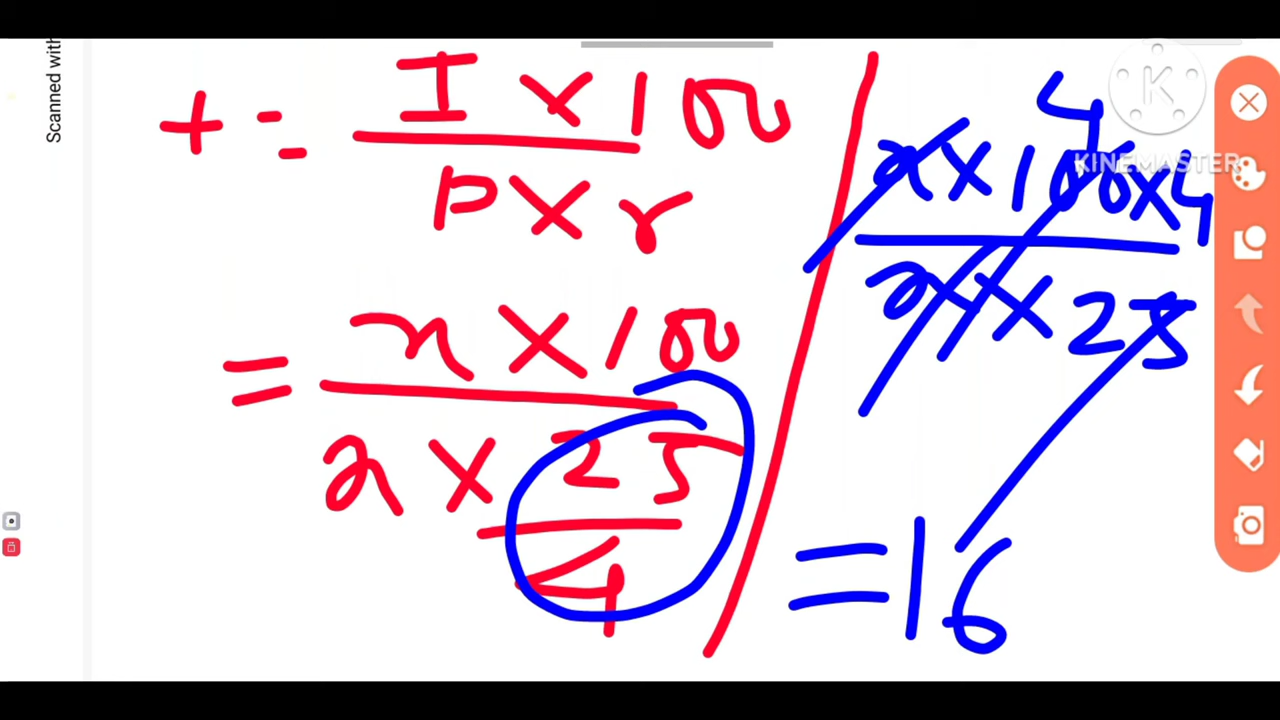 Scanned with
K
KINEMASTER
t = I × 100
P × r
= x × 100
x × 25
4
4
x × 100 × 4
x × 25
= 16